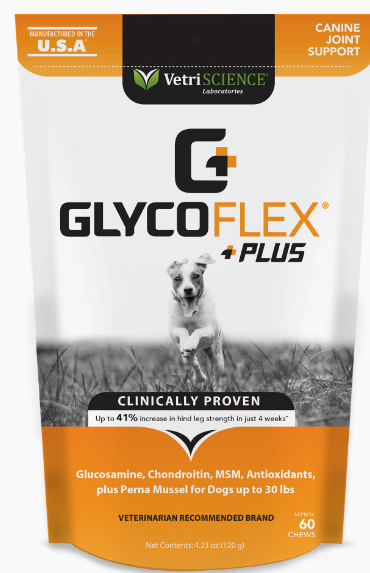 MANUFACTURED IN THE
U.S.A
CANINE
JOINT
SUPPORT
VetriSCIENCE®
Laboratories
G+
GLYCOFLEX®
+PLUS
CLINICALLY PROVEN
Up to 41% increase in hind leg strength in just 4 weeks*
Glucosamine, Chondroitin, MSM, Antioxidants,
plus Perna Mussel for Dogs up to 30 lbs
VETERINARIAN RECOMMENDED BRAND
APPROX.
60
CHEWS
Net Contents: 4.23 oz (120 g)